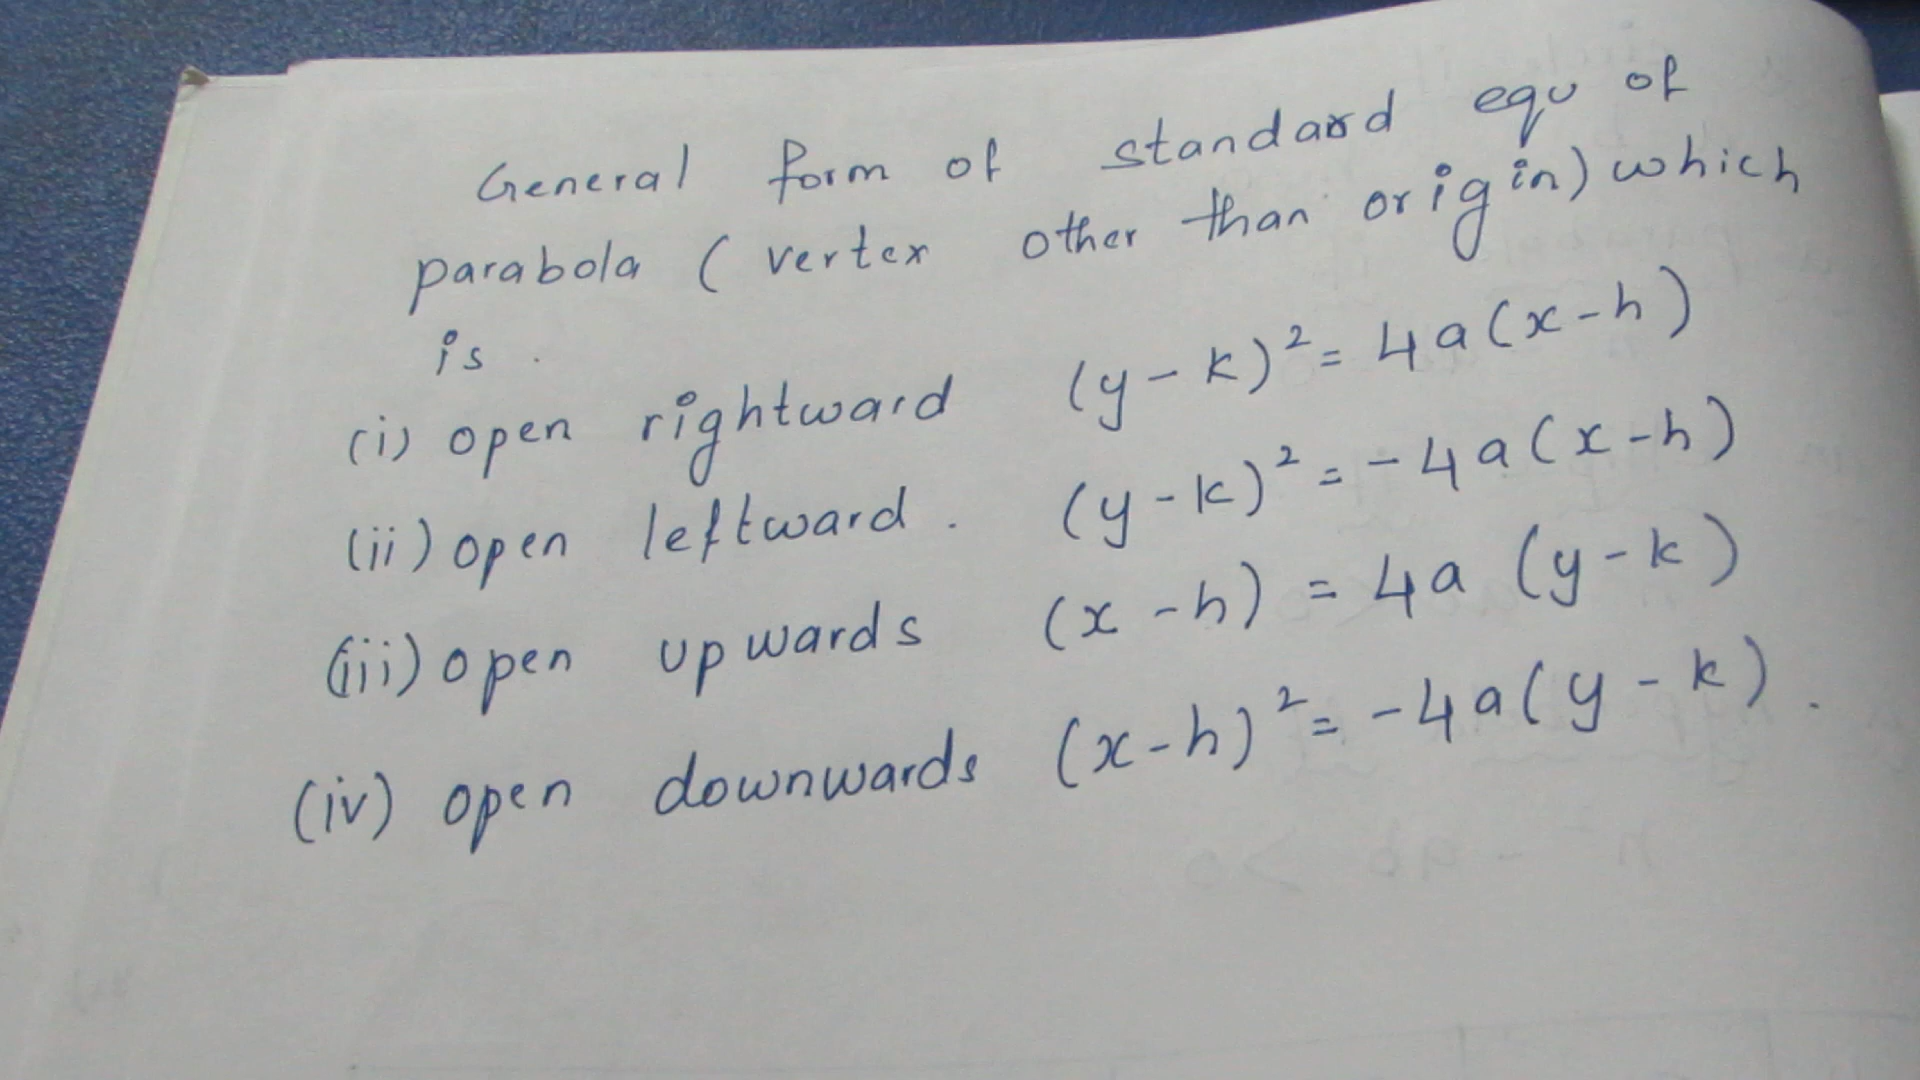 General form of standard equ of
parabola ( vertex other than origin) which
is .
(i) open rightward (y - k)² = 4a(x-h)
(ii) open leftward . (y-k)² = -4a(x-h)
(iii) open upwards (x-h) = 4a (y-k)
(iv) open downwards (x-h)² = -4a(y-k) .